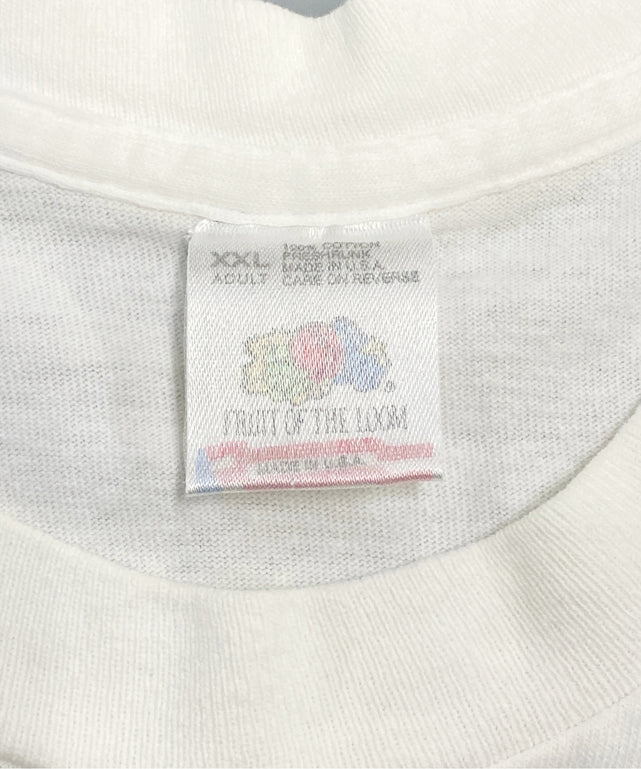 XXL
ADULT
100% COTTON
PRESHRUNK
MADE IN U.S.A.
CARE ON REVERSE
®
FRUIT OF THE LOOM
MADE IN U.S.A.